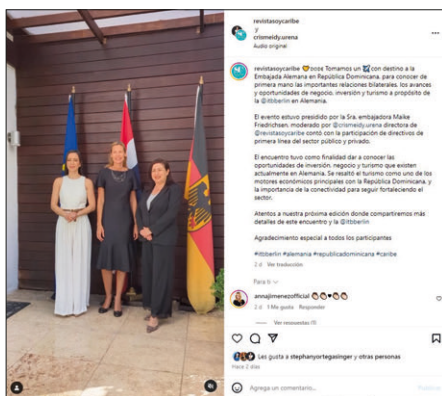 revistasoycaribe
y
crismeidy.urena
Audio original
revistasoycaribe
Tomamos un ✈️ con destino a la
Embajada Alemana en República Dominicana, para conocer de
primera mano las importantes relaciones bilaterales, los avances
y oportunidades de negocio, inversión y turismo a propósito de
la @itbberlin en Alemania.
El evento estuvo presidido por la Sra. embajadora Maike
Friedrichsen, moderado por @crismeidy.urena directora de
@revistasoycaribe contó con la participación de directivos de
primera línea del sector público y privado.
El encuentro tuvo como finalidad dar a conocer las
oportunidades de inversión, negocio y turismo que existen
actualmente en Alemania. Se resaltó el turismo como uno de los
motores económicos principales con la República Dominicana, y
la importancia de la conectividad para seguir fortaleciendo el
sector.
Atentos a nuestra próxima edición donde compartiremos más
detalles de este encuentro y la @itbberlin
Agradecimiento especial a todos los participantes
#itbberlin #alemania #republicadominicana #caribe
2 d Ver traducción
Para ti
annajimenezofficial 👏🏻👏🏻♥️👏🏻👏🏻
2 d 1 Me gusta Responder
Ver respuestas (1)
Les gusta a stephanyortegasinger y otras personas
hace 2 días
Agrega un comentario...